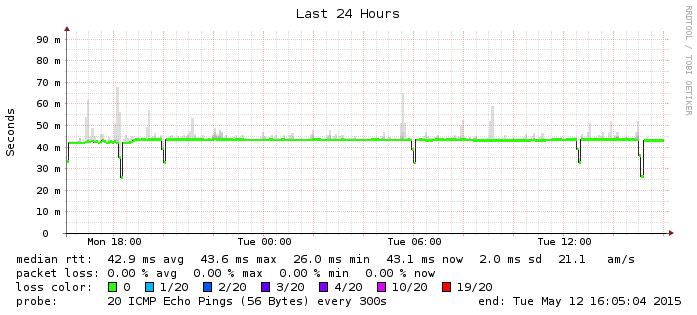 Last 24 Hours
RRDTOOL / TOBI OETIKER
Seconds
90 m
80 m
70 m
60 m
50 m
40 m
30 m
20 m
10 m
0
Mon 18:00 Tue 00:00 Tue 06:00 Tue 12:00
median rtt: 42.9 ms avg 43.6 ms max 26.0 ms min 43.1 ms now 2.0 ms sd 21.1 am/s
packet loss: 0.00 % avg 0.00 % max 0.00 % min 0.00 % now
loss color: 0 1/20 2/20 3/20 4/20 10/20 19/20
probe: 20 ICMP Echo Pings (56 Bytes) every 300s end: Tue May 12 16:05:04 2015